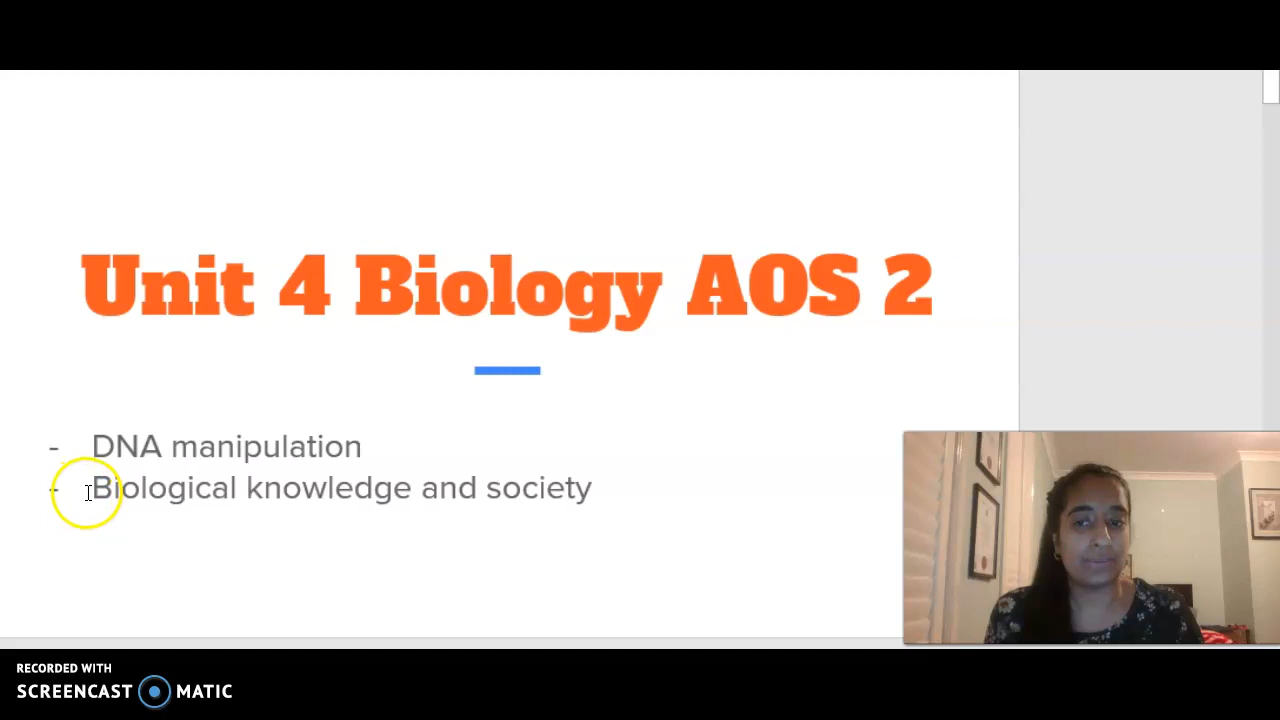 Unit 4 Biology AOS 2
- DNA manipulation
- Biological knowledge and society
RECORDED WITH
SCREENCAST MATIC